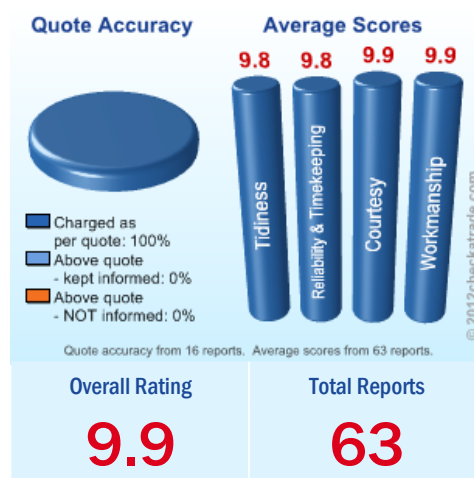 Quote Accuracy
Average Scores
9.8
9.8
9.9
9.9
Tidiness
Reliability & Timekeeping
Courtesy
Workmanship
Charged as
per quote: 100%
Above quote
- kept informed: 0%
Above quote
- NOT informed: 0%
© 2012checkatrade.com
Quote accuracy from 16 reports. Average scores from 63 reports.
Overall Rating
Total Reports
9.9
63